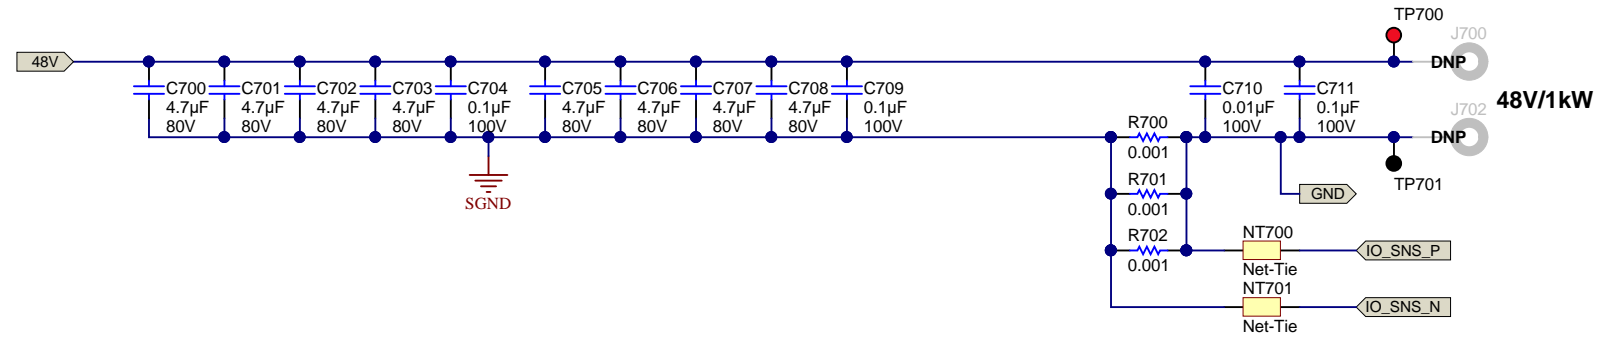 TP700
J700
48V
DNP
C700
4.7µF
80V
C701
4.7µF
80V
C702
4.7µF
80V
C703
4.7µF
80V
C704
0.1µF
100V
C705
4.7µF
80V
C706
4.7µF
80V
C707
4.7µF
80V
C708
4.7µF
80V
C709
0.1µF
100V
C710
0.01µF
100V
C711
0.1µF
100V
48V/1kW
J702
DNP
R700
0.001
TP701
SGND
R701
0.001
GND
R702
0.001
NT700
Net-Tie
IO_SNS_P
NT701
Net-Tie
IO_SNS_N